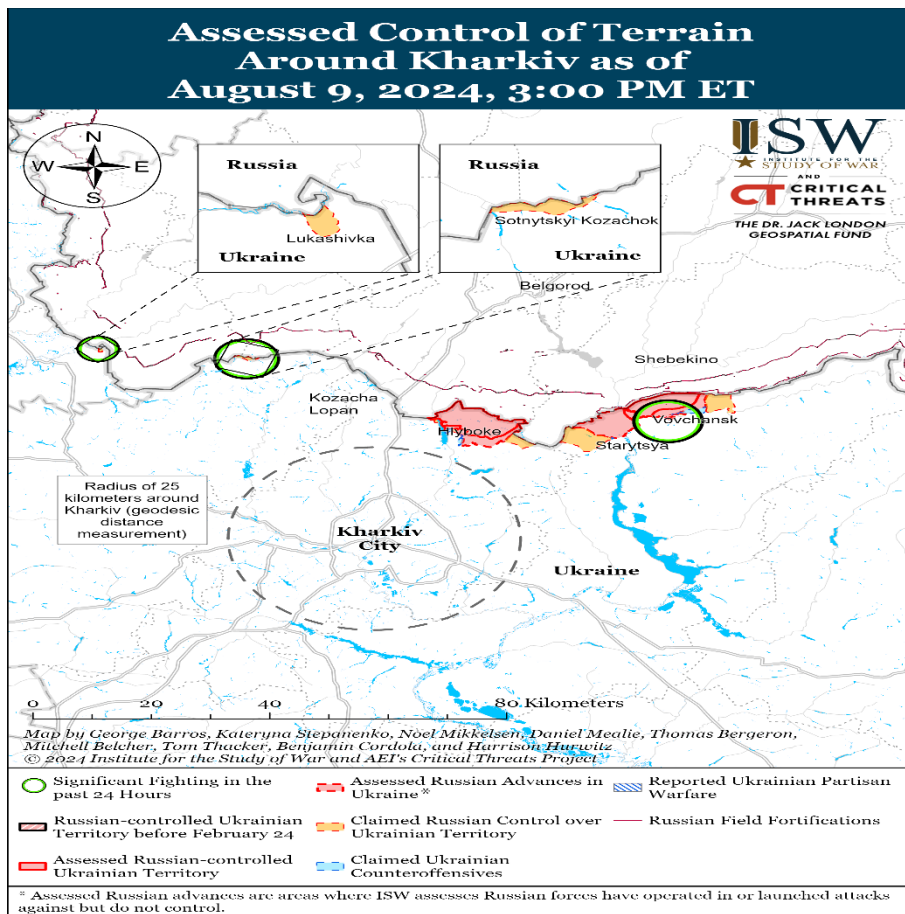 Assessed Control of Terrain
Around Kharkiv as of
August 9, 2024, 3:00 PM ET
N
W E
S
Russia
Lukashivka
Ukraine
Russia
Sotnytskyi Kozachok
Ukraine
ISW
INSTITUTE FOR THE
STUDY OF WAR
AND
CT CRITICAL
THREATS
THE DR. JACK LONDON
GEOSPATIAL FUND
Belgorod
Shebekino
Kozacha
Lopan
Hlyboke
Vovchansk
Starytsya
Radius of 25
kilometers around
Kharkiv (geodesic
distance
measurement)
Kharkiv
City
Ukraine
0 20 40 80 Kilometers
Map by George Barros, Kateryna Stepanenko, Noel Mikkelsen, Daniel Mealie, Thomas Bergeron,
Mitchell Belcher, Tom Thacker, Benjamin Cordola, and Harrison Hurwitz
© 2024 Institute for the Study of War and AEI's Critical Threats Project
Significant Fighting in the
past 24 Hours
Russian-controlled Ukrainian
Territory before February 24
Assessed Russian-controlled
Ukrainian Territory
Assessed Russian Advances in
Ukraine*
Claimed Russian Control over
Ukrainian Territory
Claimed Ukrainian
Counteroffensives
Reported Ukrainian Partisan
Warfare
Russian Field Fortifications
* Assessed Russian advances are areas where ISW assesses Russian forces have operated in or launched attacks
against but do not control.